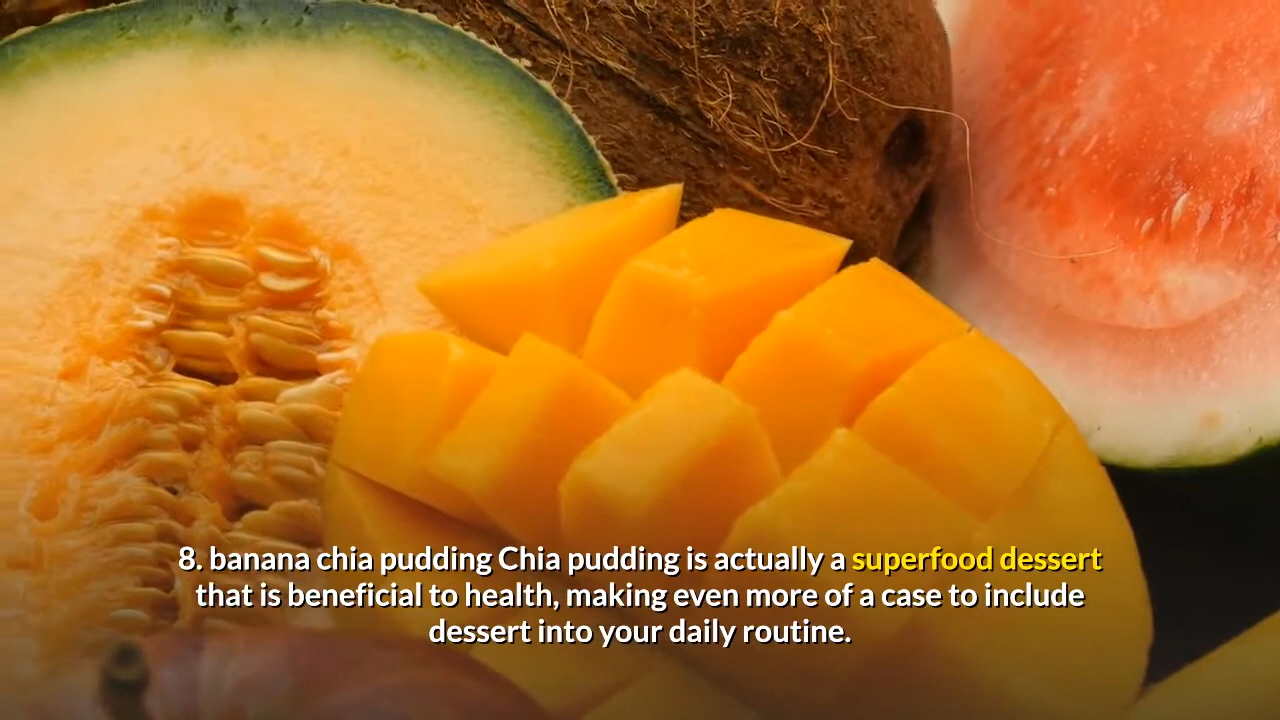 8. banana chia pudding Chia pudding is actually a superfood dessert
that is beneficial to health, making even more of a case to include
dessert into your daily routine.